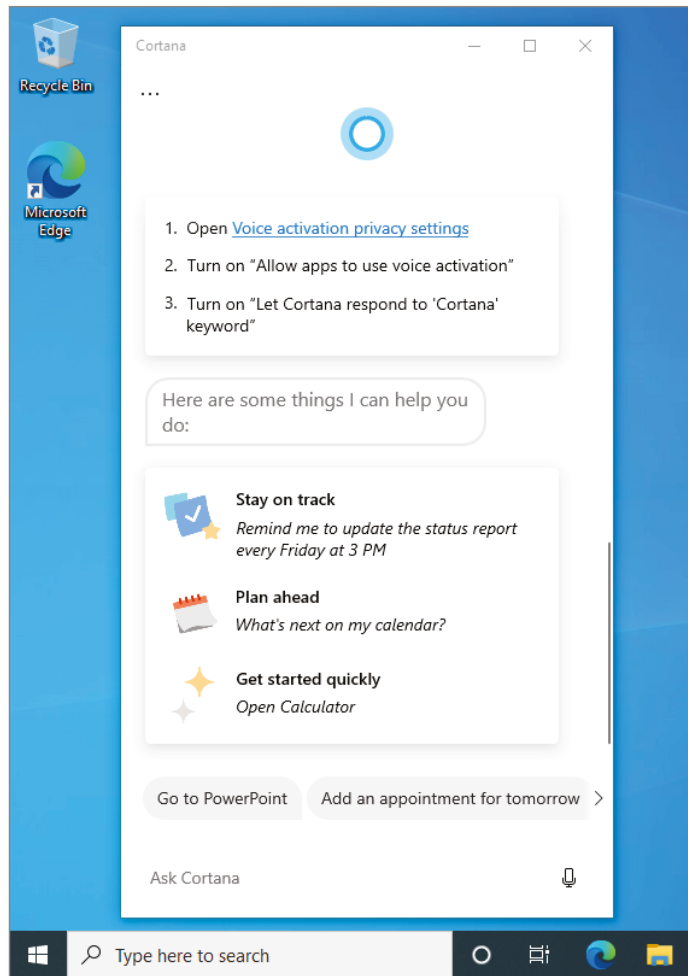 Recycle Bin
Microsoft
Edge
Cortana
...
1. Open Voice activation privacy settings
2. Turn on “Allow apps to use voice activation”
3. Turn on “Let Cortana respond to 'Cortana'
keyword”
Here are some things I can help you
do:
Stay on track
Remind me to update the status report
every Friday at 3 PM
Plan ahead
What's next on my calendar?
Get started quickly
Open Calculator
Go to PowerPoint
Add an appointment for tomorrow
Ask Cortana
Type here to search